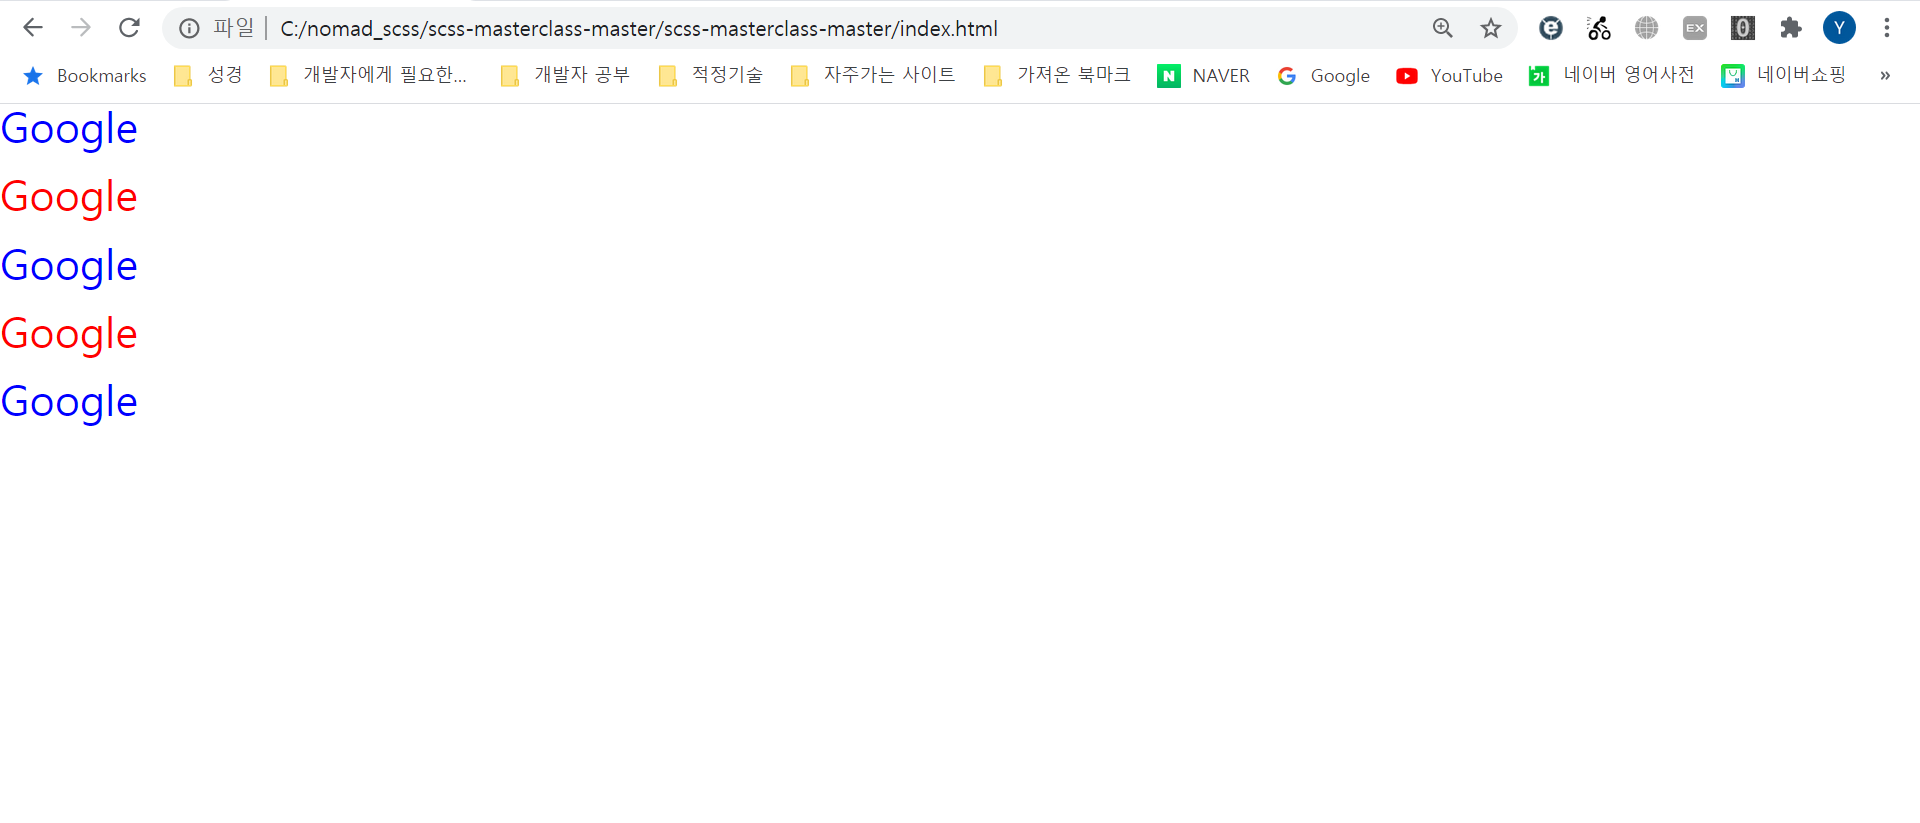 파일 C:/nomad_scss/scss-masterclass-master/scss-masterclass-master/index.html EX 0 Y
Bookmarks 성경 개발자에게 필요한... 개발자 공부 적정기술 자주가는 사이트 가져온 북마크 N NAVER G Google YouTube 가 네이버 영어사전 네이버쇼핑 »
Google
Google
Google
Google
Google